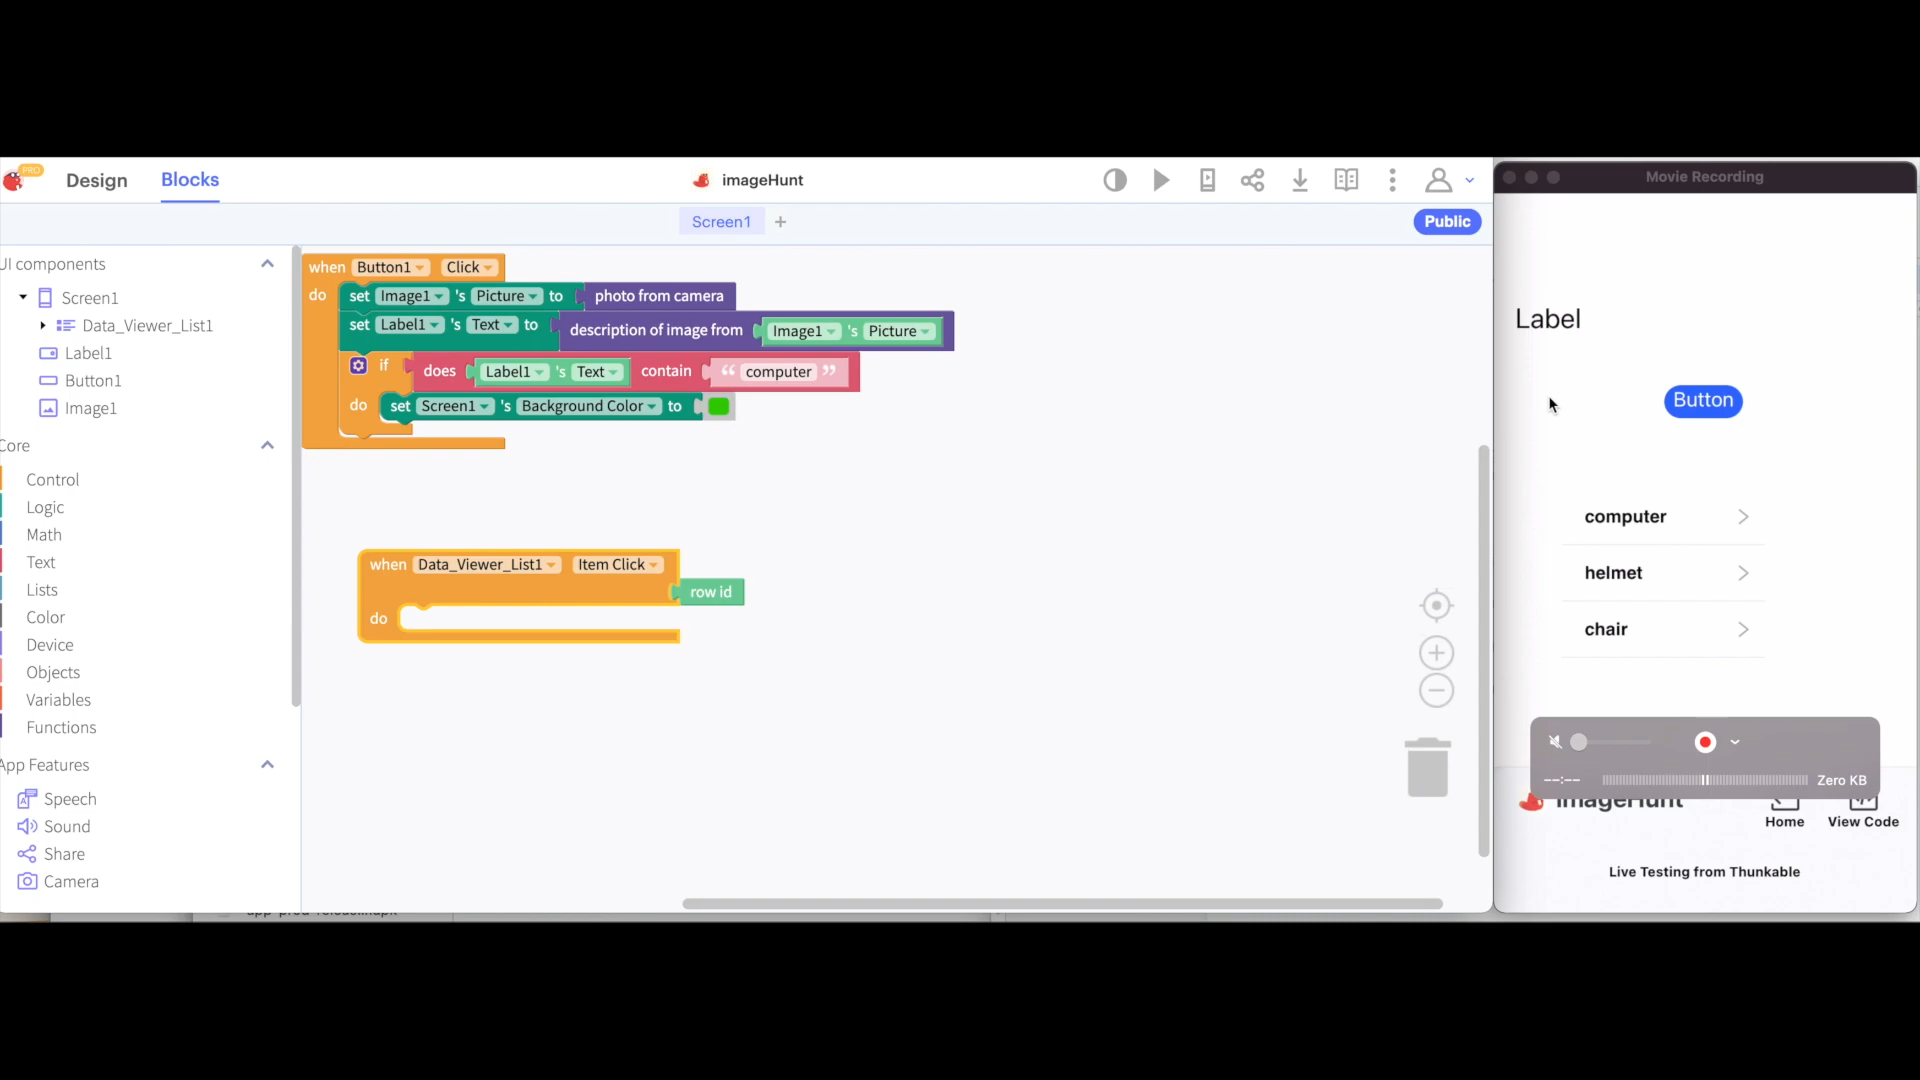 PRO
Design
Blocks
imageHunt
Movie Recording
Screen1 +
Public
UI components
Screen1
Data_Viewer_List1
Label1
Button1
Image1
Core
Control
Logic
Math
Text
Lists
Color
Device
Objects
Variables
Functions
App Features
Speech
Sound
Share
Camera
when Button1 Click
do set Image1 's Picture to photo from camera
set Label1 's Text to description of image from Image1 's Picture
if does Label1 's Text contain “ computer ”
do set Screen1 's Background Color to
when Data_Viewer_List1 Item Click
row id
do
Label
Button
computer
helmet
chair
--:-- Zero KB
imageHunt
Home View Code
Live Testing from Thunkable